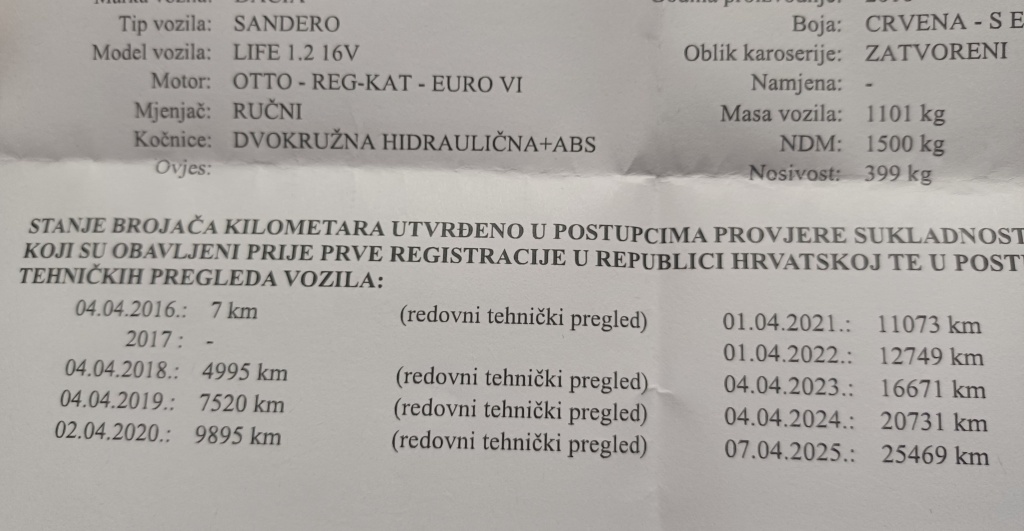 Tip vozila: SANDERO
Model vozila: LIFE 1.2 16V
Motor: OTTO - REG-KAT - EURO VI
Mjenjač: RUČNI
Kočnice: DVOKRUŽNA HIDRAULIČNA+ABS
Ovjes:
Boja: CRVENA - S E
Oblik karoserije: ZATVORENI
Namjena: -
Masa vozila: 1101 kg
NDM: 1500 kg
Nosivost: 399 kg
STANJE BROJAČA KILOMETARA UTVRĐENO U POSTUPCIMA PROVJERE SUKLADNOST
KOJI SU OBAVLJENI PRIJE PRVE REGISTRACIJE U REPUBLICI HRVATSKOJ TE U POST
TEHNIČKIH PREGLEDA VOZILA:
04.04.2016.: 7 km (redovni tehnički pregled)
2017 : -
04.04.2018.: 4995 km (redovni tehnički pregled)
04.04.2019.: 7520 km (redovni tehnički pregled)
02.04.2020.: 9895 km (redovni tehnički pregled)
01.04.2021.: 11073 km
01.04.2022.: 12749 km
04.04.2023.: 16671 km
04.04.2024.: 20731 km
07.04.2025.: 25469 km